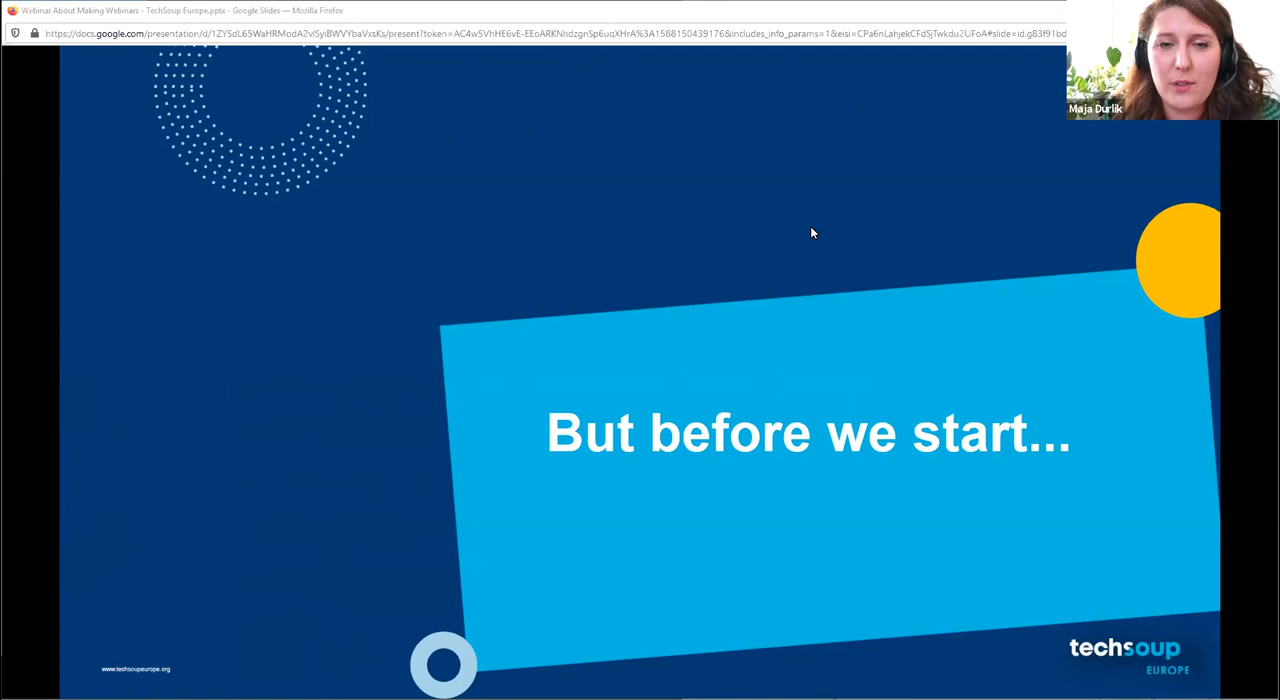 Webinar About Making Webinars - TechSoup Europe.pptx - Google Slides — Mozilla Firefox
Maja Durlik
But before we start...
www.techsoupeurope.org
techsoup
EUROPE